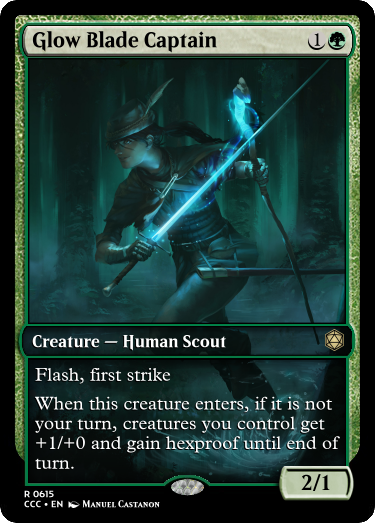 Glow Blade Captain 1
Creature — Human Scout
Flash, first strike
When this creature enters, if it is not
your turn, creatures you control get
+1/+0 and gain hexproof until end of
turn.
2/1
R 0615
CCC • EN Manuel Castanon